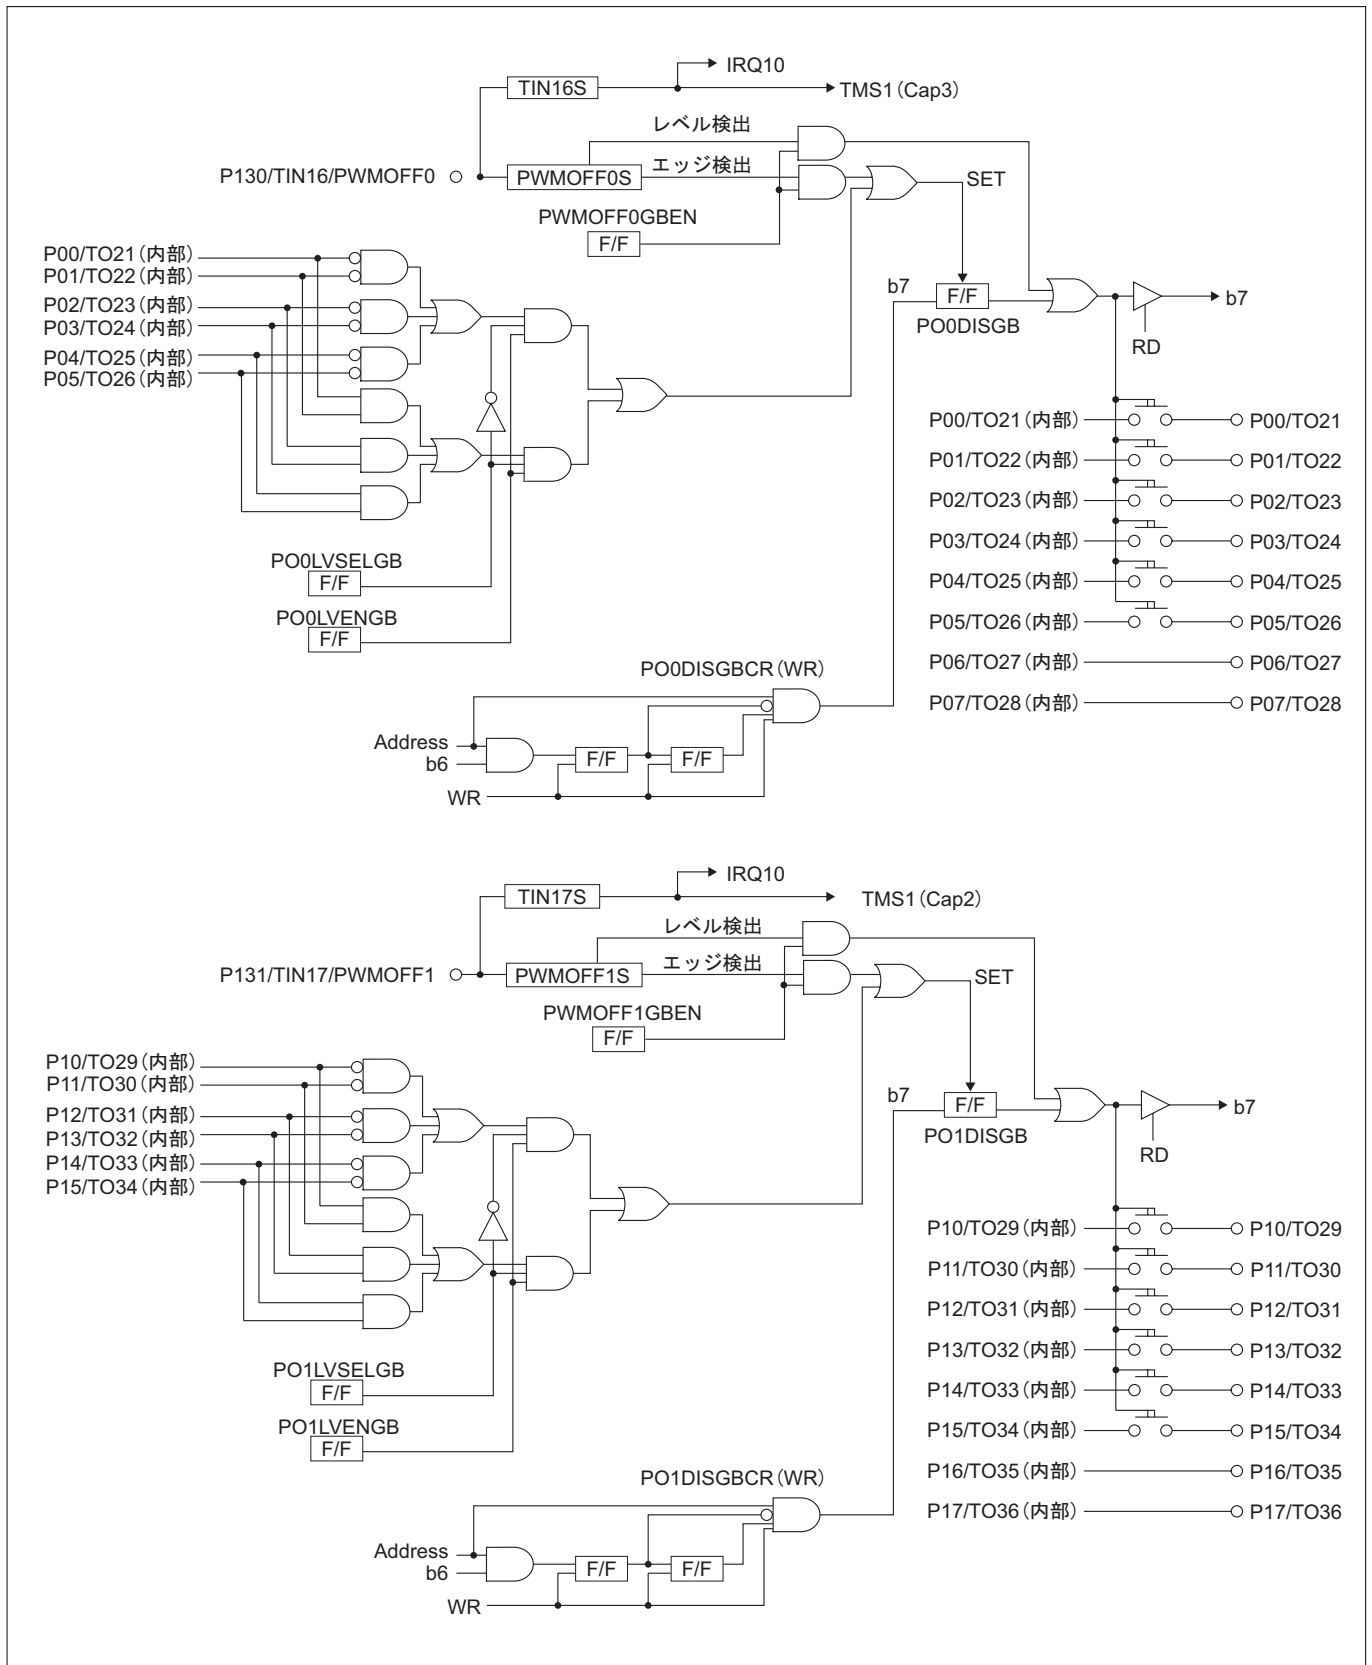 IRQ10
TIN16S
TMS1(Cap3)
レベル検出
P130/TIN16/PWMOFF0
PWMOFF0S
エッジ検出
SET
PWMOFF0GBEN
F/F
P00/TO21(内部)
P01/TO22(内部)
P02/TO23(内部)
P03/TO24(内部)
P04/TO25(内部)
P05/TO26(内部)
b7
F/F
PO0DISGB
b7
RD
P00/TO21(内部)
P00/TO21
P01/TO22(内部)
P01/TO22
P02/TO23(内部)
P02/TO23
P03/TO24(内部)
P03/TO24
P04/TO25(内部)
P04/TO25
P05/TO26(内部)
P05/TO26
P06/TO27(内部)
P06/TO27
P07/TO28(内部)
P07/TO28
PO0LVSELGB
F/F
PO0LVENGB
F/F
PO0DISGBCR(WR)
Address
b6
F/F
F/F
WR
IRQ10
TIN17S
TMS1(Cap2)
レベル検出
P131/TIN17/PWMOFF1
PWMOFF1S
エッジ検出
SET
PWMOFF1GBEN
F/F
P10/TO29(内部)
P11/TO30(内部)
P12/TO31(内部)
P13/TO32(内部)
P14/TO33(内部)
P15/TO34(内部)
b7
F/F
PO1DISGB
b7
RD
P10/TO29(内部)
P10/TO29
P11/TO30(内部)
P11/TO30
P12/TO31(内部)
P12/TO31
P13/TO32(内部)
P13/TO32
P14/TO33(内部)
P14/TO33
P15/TO34(内部)
P15/TO34
P16/TO35(内部)
P16/TO35
P17/TO36(内部)
P17/TO36
PO1LVSELGB
F/F
PO1LVENGB
F/F
PO1DISGBCR(WR)
Address
b6
F/F
F/F
WR